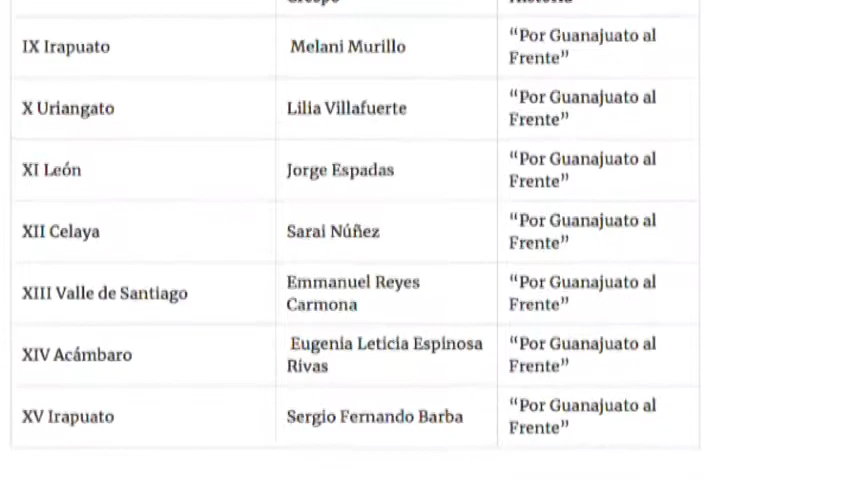 IX Irapuato
Melani Murillo
“Por Guanajuato al
Frente”
X Uriangato
Lilia Villafuerte
“Por Guanajuato al
Frente”
XI León
Jorge Espadas
“Por Guanajuato al
Frente”
XII Celaya
Sarai Núñez
“Por Guanajuato al
Frente”
XIII Valle de Santiago
Emmanuel Reyes
Carmona
“Por Guanajuato al
Frente”
XIV Acámbaro
Eugenia Leticia Espinosa
Rivas
“Por Guanajuato al
Frente”
XV Irapuato
Sergio Fernando Barba
“Por Guanajuato al
Frente”